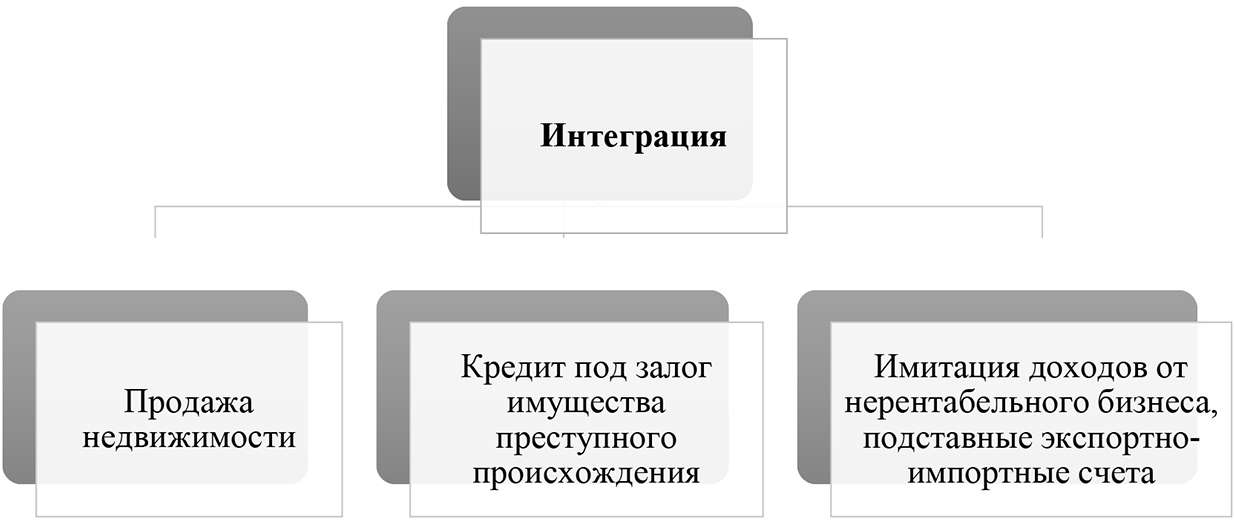 Интеграция
Продажа
недвижимости
Кредит под залог
имущества
преступного
происхождения
Имитация доходов от
нерентабельного бизнеса,
подставные экспортно-
импортные счета